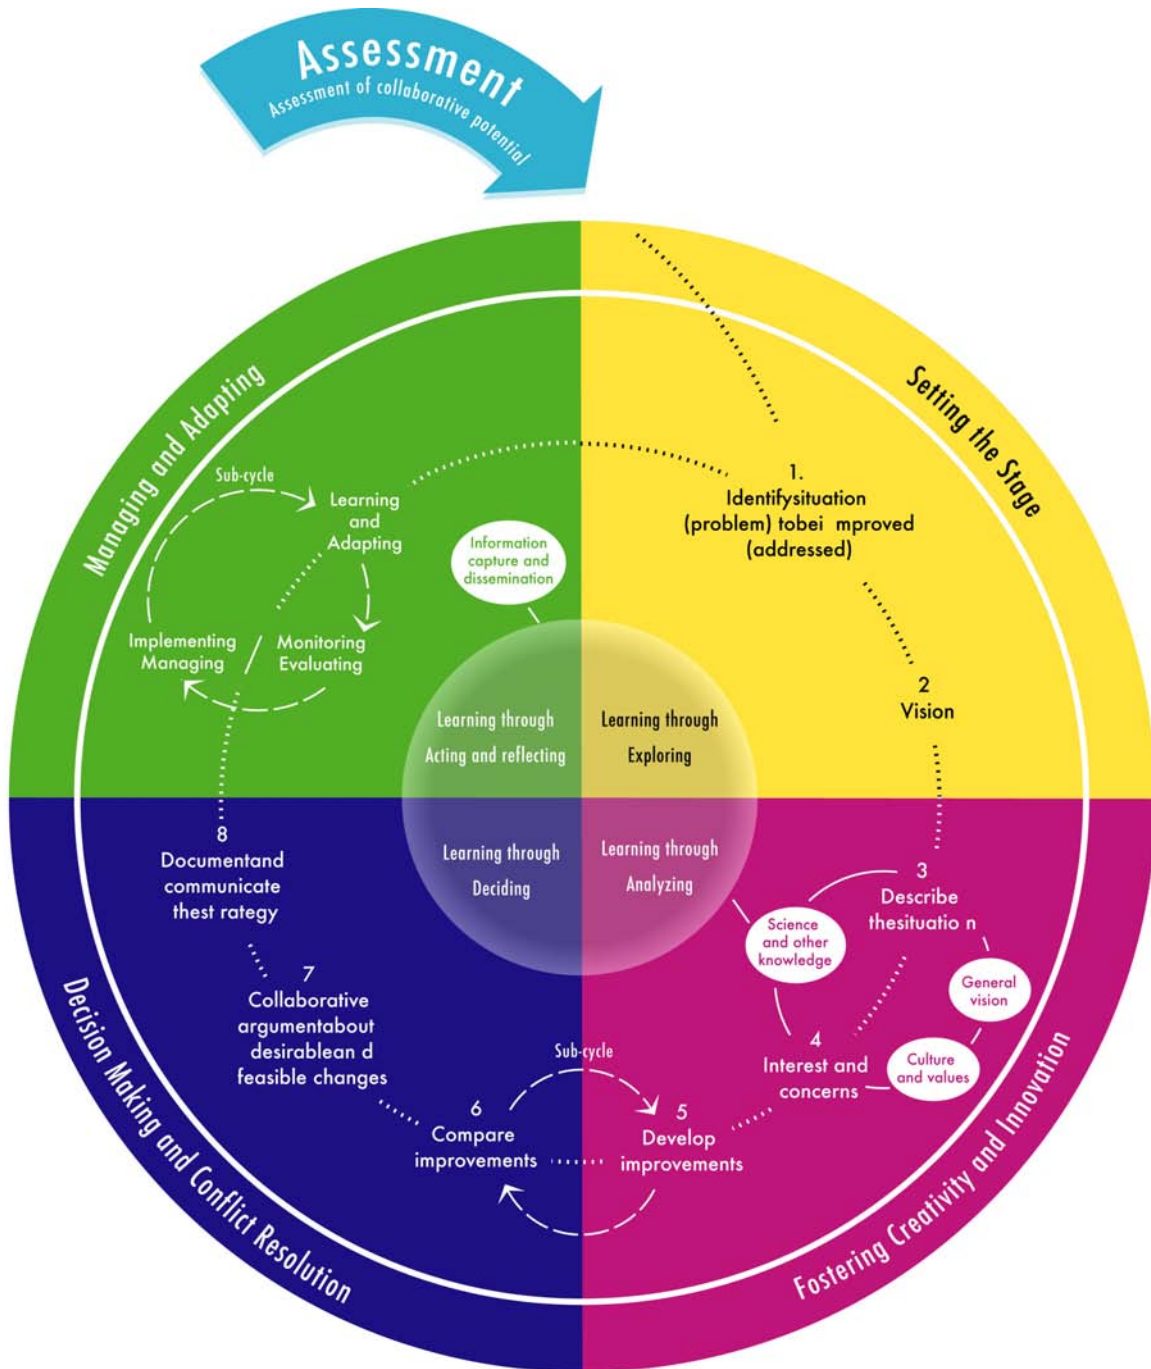 Assessment
Assessment of collaborative potential
Setting the Stage
1.
Identifysituation
(problem) tobei mproved
(addressed)
2
Vision
Managing and Adapting
Sub-cycle
Learning
and
Adapting
Information
capture and
dissemination
Implementing
Managing
Monitoring
Evaluating
Learning through
Acting and reflecting
Learning through
Exploring
Learning through
Deciding
Learning through
Analyzing
3
Describe
thesituatio n
Science
and other
knowledge
General
vision
4
Interest and
concerns
Culture
and values
Fostering Creativity and Innovation
5
Develop
improvements
Sub-cycle
6
Compare
improvements
7
Collaborative
argumentabout
desirablean d
feasible changes
8
Documentand
communicate
thest rategy
Decision Making and Conflict Resolution